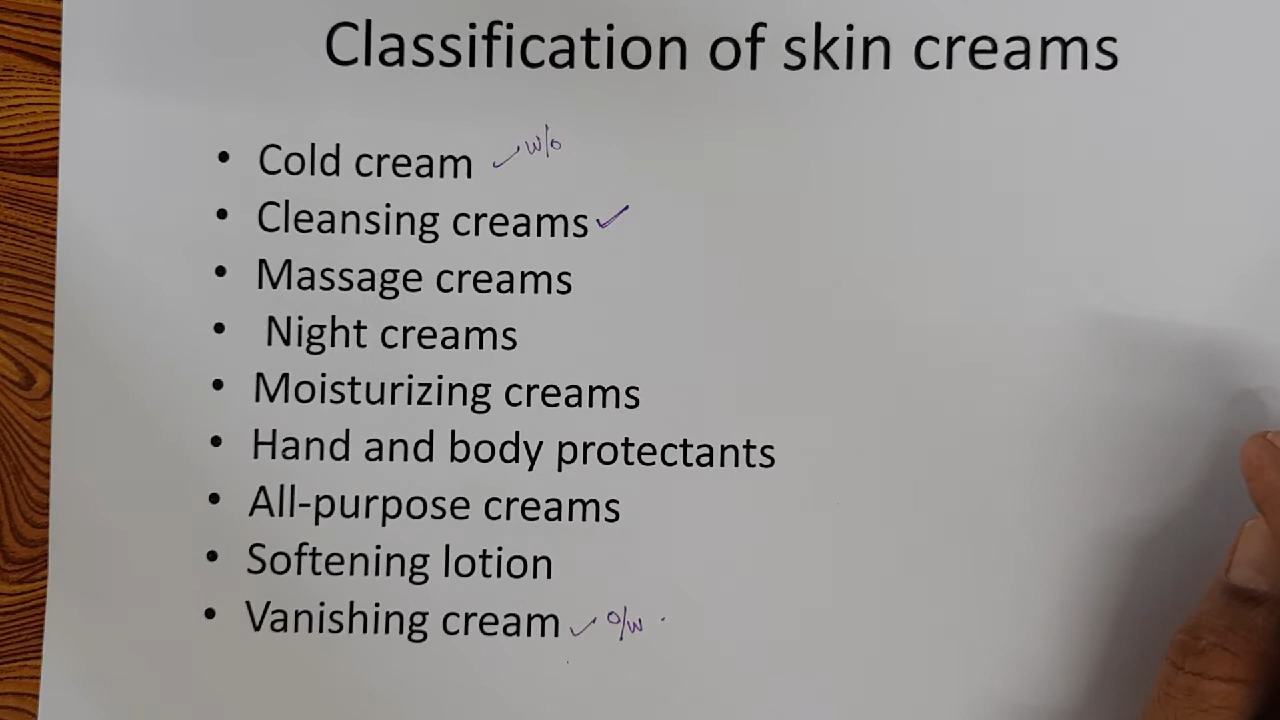 Classification of skin creams
• Cold cream ✓ w/o
• Cleansing creams ✓
• Massage creams
• Night creams
• Moisturizing creams
• Hand and body protectants
• All-purpose creams
• Softening lotion
• Vanishing cream ✓ o/w